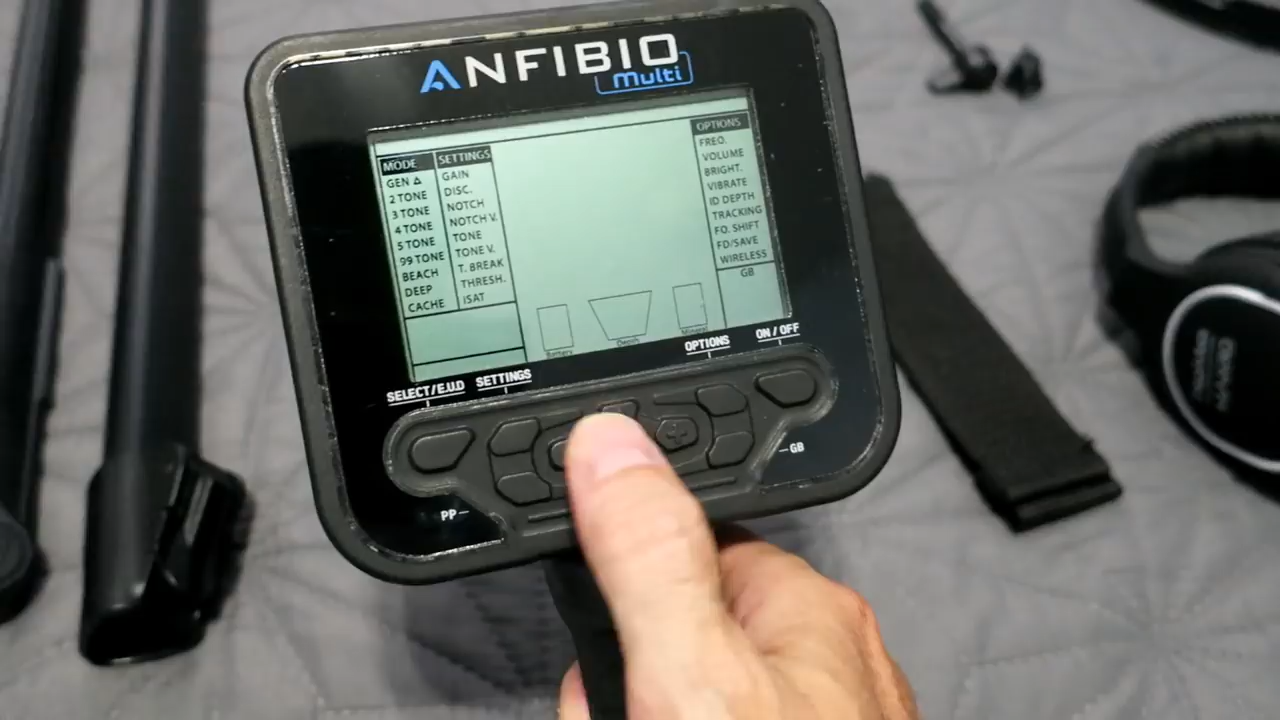 ANFIBIO
Multi
MODE
GEN Δ
2 TONE
3 TONE
4 TONE
5 TONE
99 TONE
BEACH
DEEP
CACHE
SETTINGS
GAIN
DISC.
NOTCH
NOTCH V.
TONE
TONE V.
T. BREAK
THRESH.
iSAT
OPTIONS
FREQ.
VOLUME
BRIGHT.
VIBRATE
ID DEPTH
TRACKING
FQ. SHIFT
FD/SAVE
WIRELESS
GB
Battery
Depth
Mineral
SELECT/E.U.D
SETTINGS
OPTIONS
ON / OFF
GB
PP
+